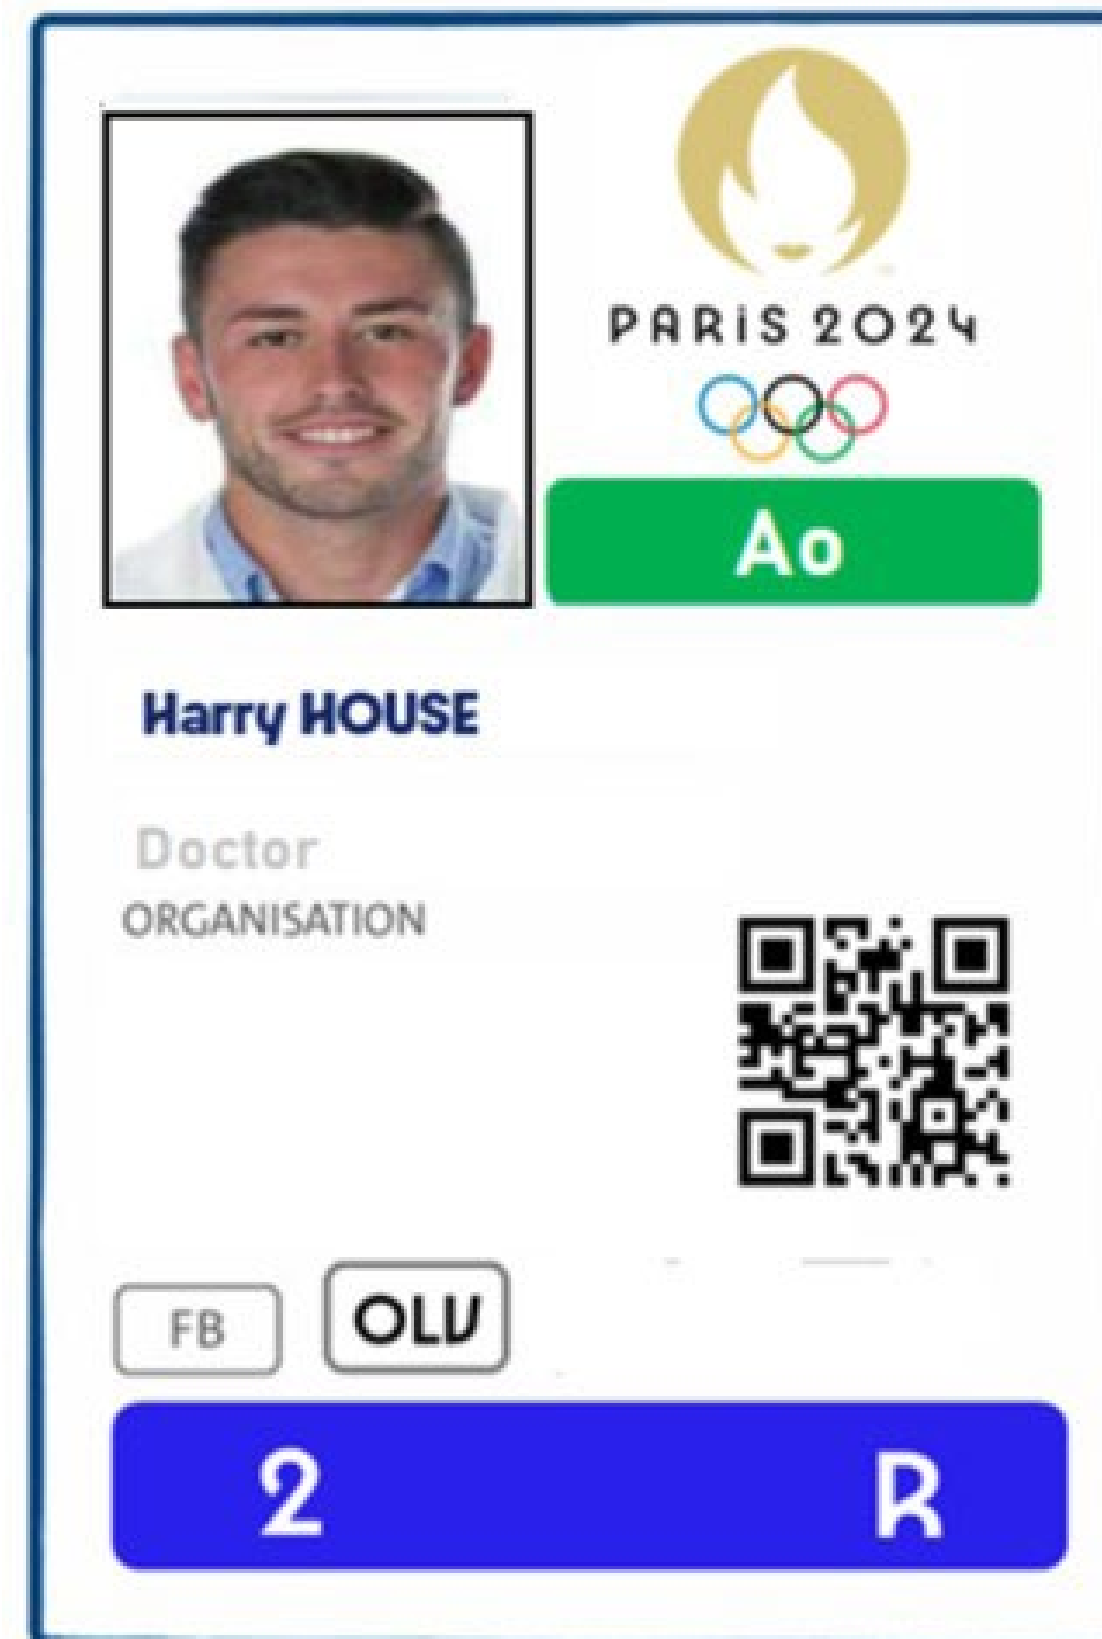 PARiS 2024
Ao
Harry HOUSE
Doctor
ORGANISATION
FB
OLV
2 R